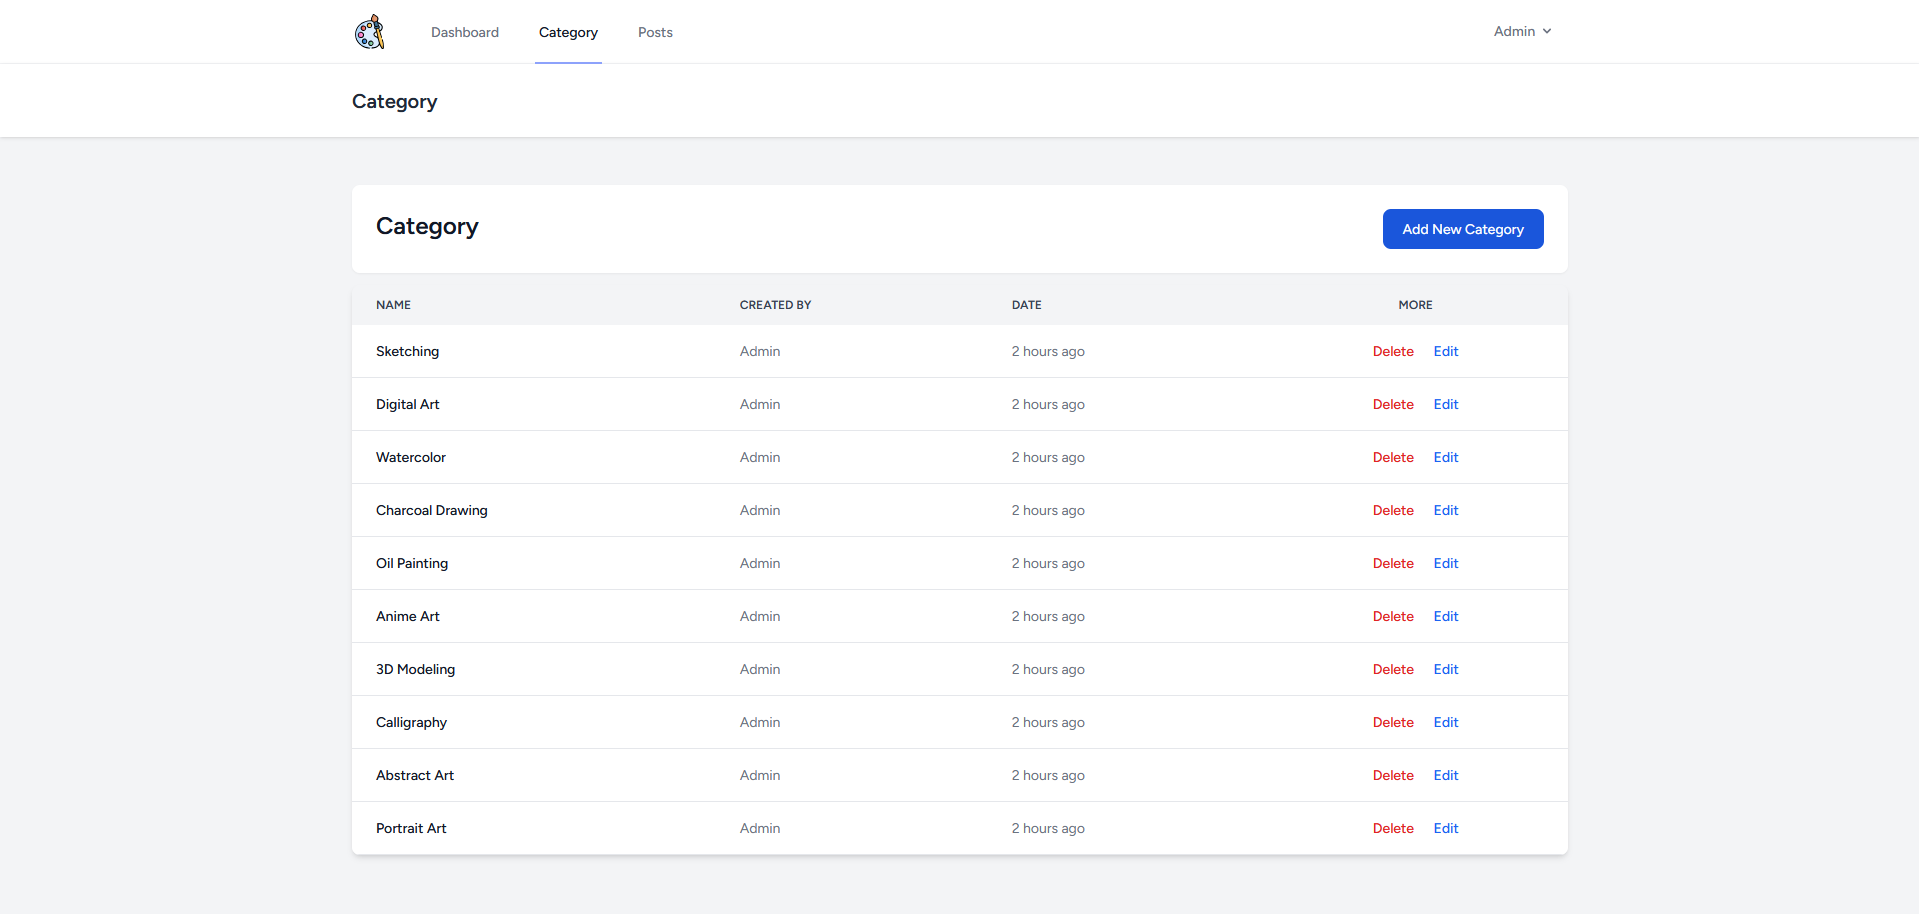 Dashboard Category Posts Admin
Category
Category Add New Category
NAME CREATED BY DATE MORE
Sketching Admin 2 hours ago Delete Edit
Digital Art Admin 2 hours ago Delete Edit
Watercolor Admin 2 hours ago Delete Edit
Charcoal Drawing Admin 2 hours ago Delete Edit
Oil Painting Admin 2 hours ago Delete Edit
Anime Art Admin 2 hours ago Delete Edit
3D Modeling Admin 2 hours ago Delete Edit
Calligraphy Admin 2 hours ago Delete Edit
Abstract Art Admin 2 hours ago Delete Edit
Portrait Art Admin 2 hours ago Delete Edit